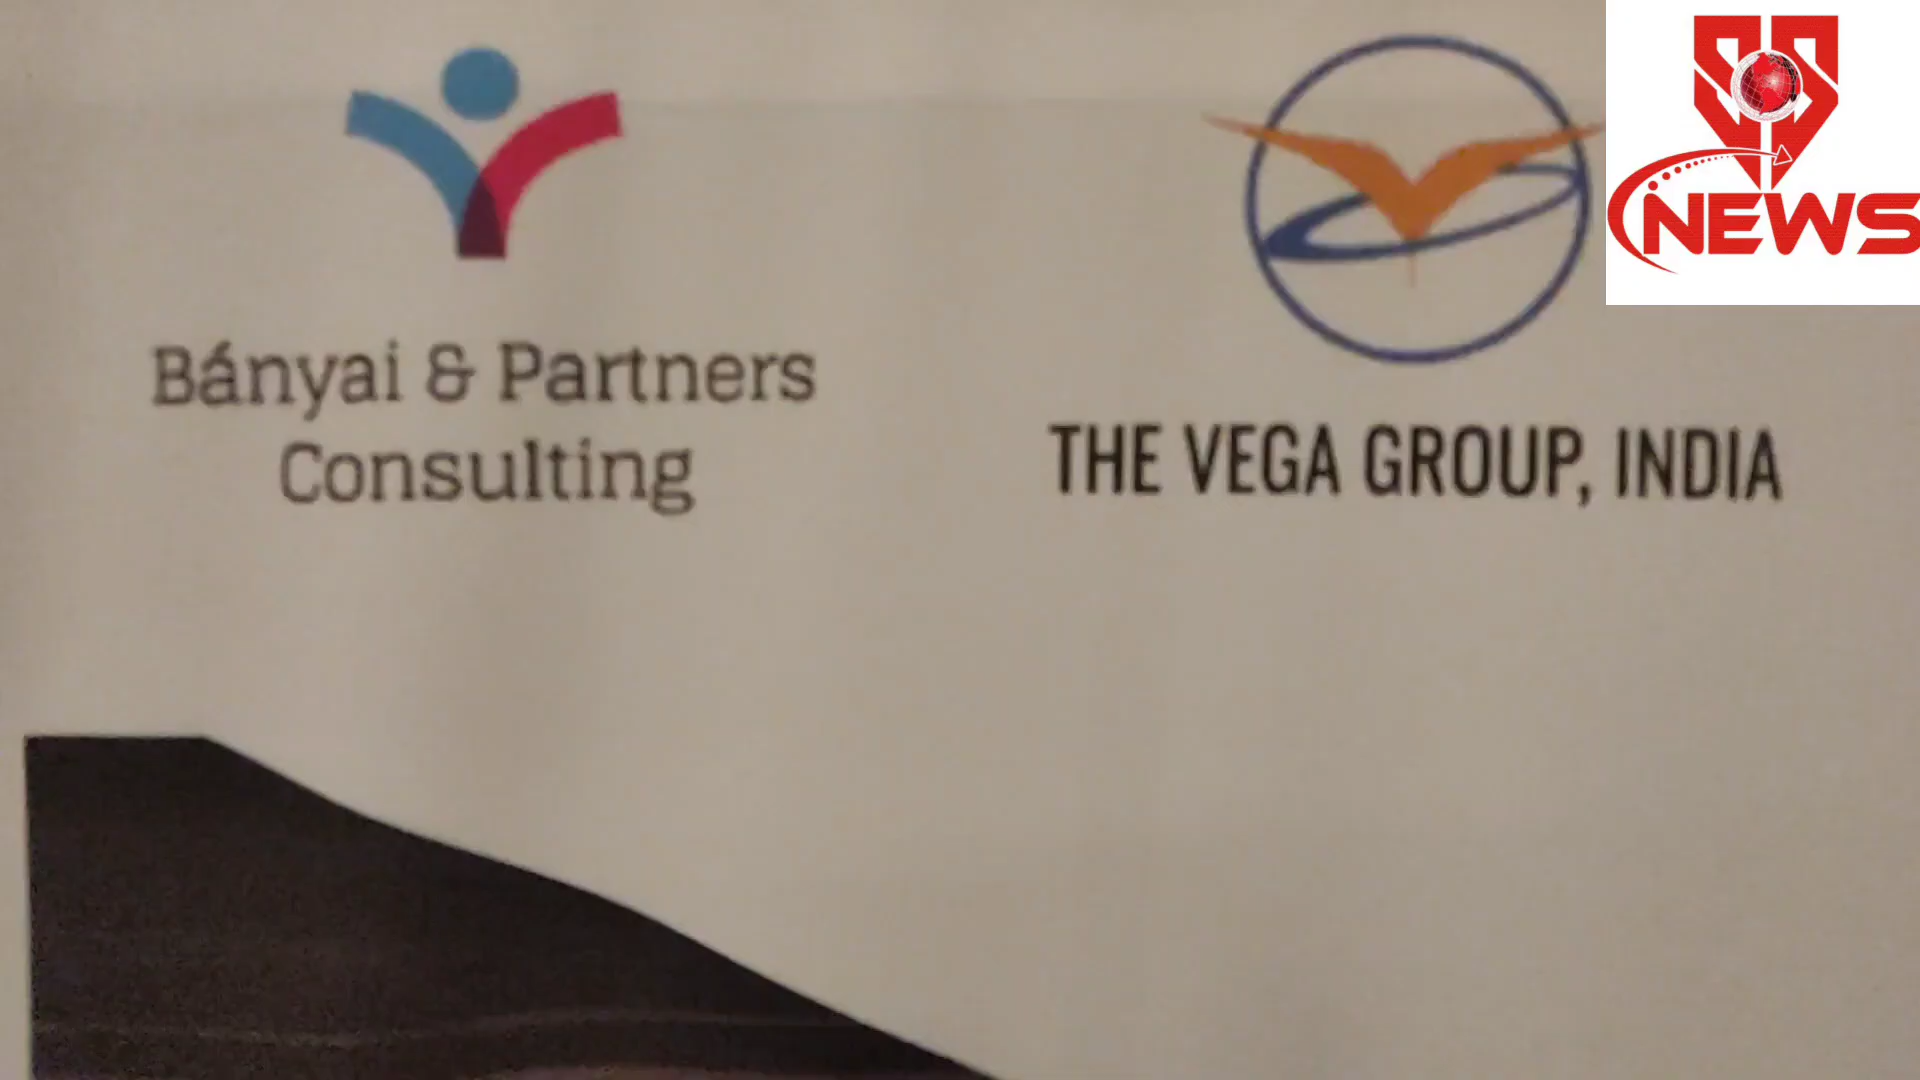 Bányai & Partners
Consulting
THE VEGA GROUP, INDIA
NEWS